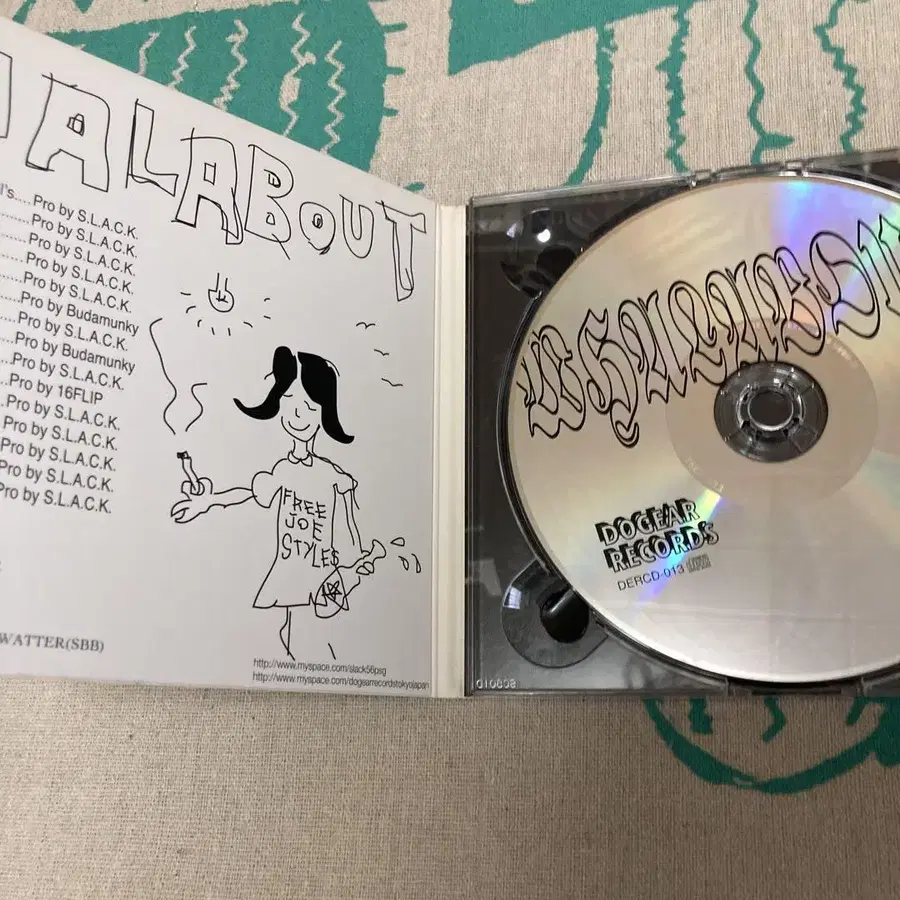 ALABOUT
l's....Pro by S.L.A.C.K.
........Pro by S.L.A.C.K.
......Pro by S.L.A.C.K.
.....Pro by S.L.A.C.K.
.....Pro by S.L.A.C.K.
.....Pro by Budamunky
....Pro by S.L.A.C.K.
...Pro by Budamunky
...Pro by S.L.A.C.K.
...Pro by 16FLIP
.Pro by S.L.A.C.K.
Pro by S.L.A.C.K.
Pro by S.L.A.C.K.
Pro by S.L.A.C.K.
Pro by S.L.A.C.K.
FREE
JOE
STYLES
WATTER(SBB)
http://www.myspace.com/slack56psg
http://www.myspace.com/dogearrecordstokyojapan
WHALABOUT
DOGEAR
RECORDS
DERCD-013